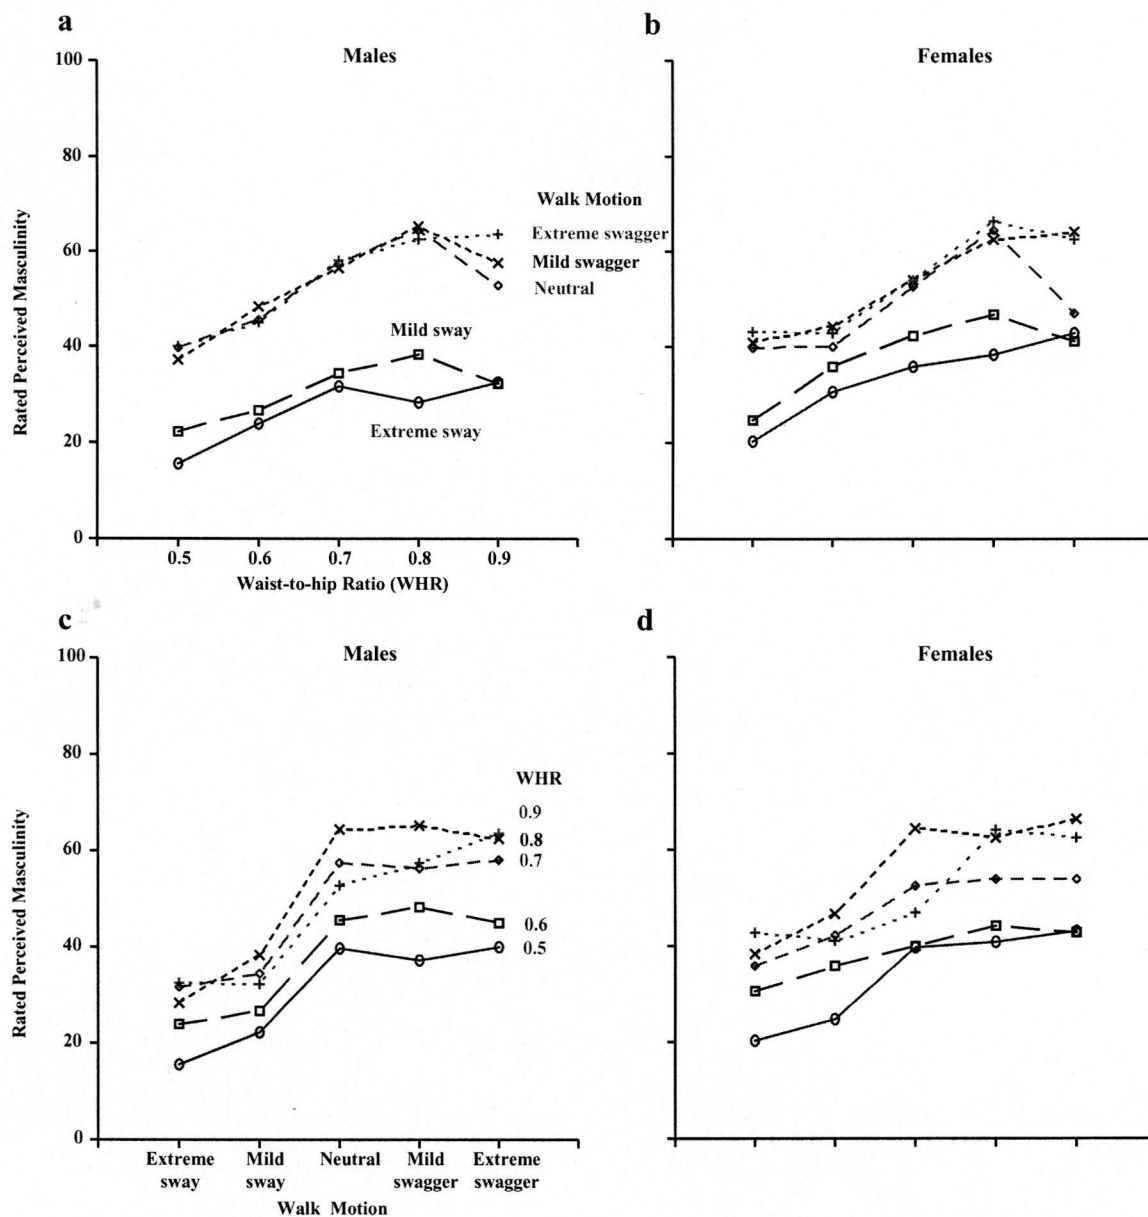 a
b
Males
Females
100
80
60
40
20
0
Rated Perceived Masculinity
Walk Motion
Extreme swagger
Mild swagger
Neutral
Mild sway
Extreme sway
0.5 0.6 0.7 0.8 0.9
Waist-to-hip Ratio (WHR)
c
d
Males
Females
100
80
60
40
20
0
Rated Perceived Masculinity
WHR
0.9
0.8
0.7
0.6
0.5
Extreme Mild Neutral Mild Extreme
sway sway swagger swagger
Walk Motion